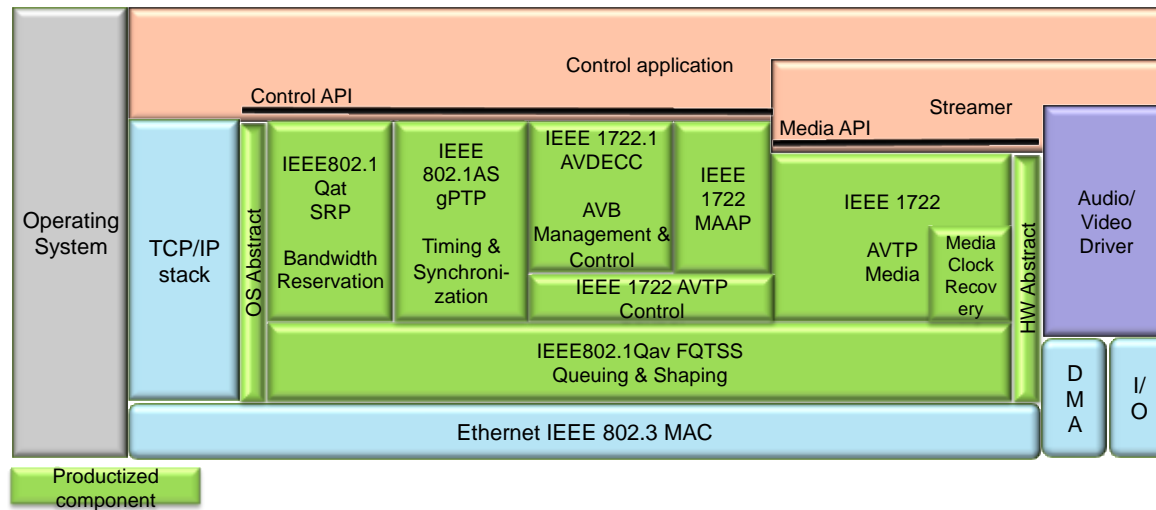 Control application
Control API
Streamer
Media API
Operating
System
TCP/IP
stack
OS Abstract
IEEE802.1
Qat
SRP
Bandwidth
Reservation
IEEE
802.1AS
gPTP
Timing &
Synchroni-
zation
IEEE 1722.1
AVDECC
AVB
Management &
Control
IEEE
1722
MAAP
IEEE 1722 AVTP
Control
IEEE 1722
AVTP
Media
Media
Clock
Recov
ery
HW Abstract
Audio/
Video
Driver
IEEE802.1Qav FQTSS
Queuing & Shaping
D
M
A
I/
O
Ethernet IEEE 802.3 MAC
Productized
component